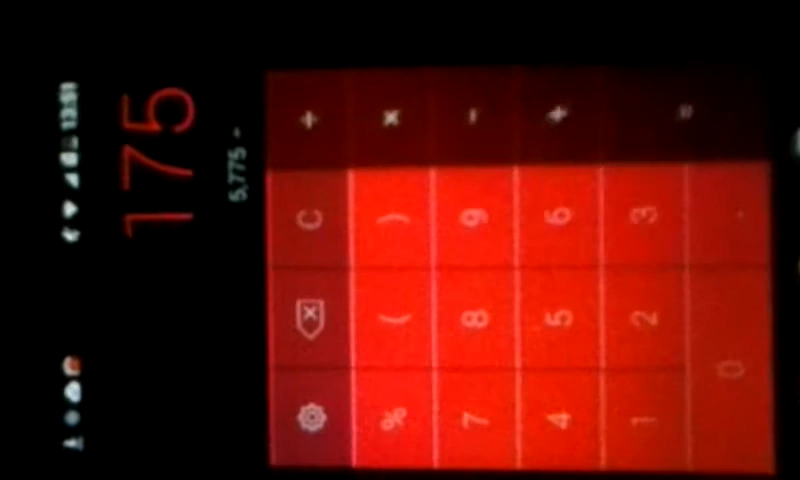 175
5,775 -
C ÷
% ( ) ×
7 8 9 -
4 5 6 +
1 2 3 =
0 .